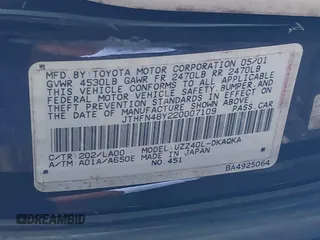 MFD. BY: TOYOTA MOTOR CORPORATION 05/01
GVWR 4530LB GAWR FR 2470LB RR 2470LB
THIS VEHICLE CONFORMS TO ALL APPLICABLE
FEDERAL MOTOR VEHICLE SAFETY, BUMPER, AND
THEFT PREVENTION STANDARDS IN EFFECT ON
THE DATE OF MANUFACTURE SHOWN ABOVE.
JTHFN48Y220007109 PASS. CAR
C/TR: 202/LA00 MODEL: UZZ40L-DKAQKA
A/TM A01A/A650E MADE IN JAPAN
NO. 451
BA4925064